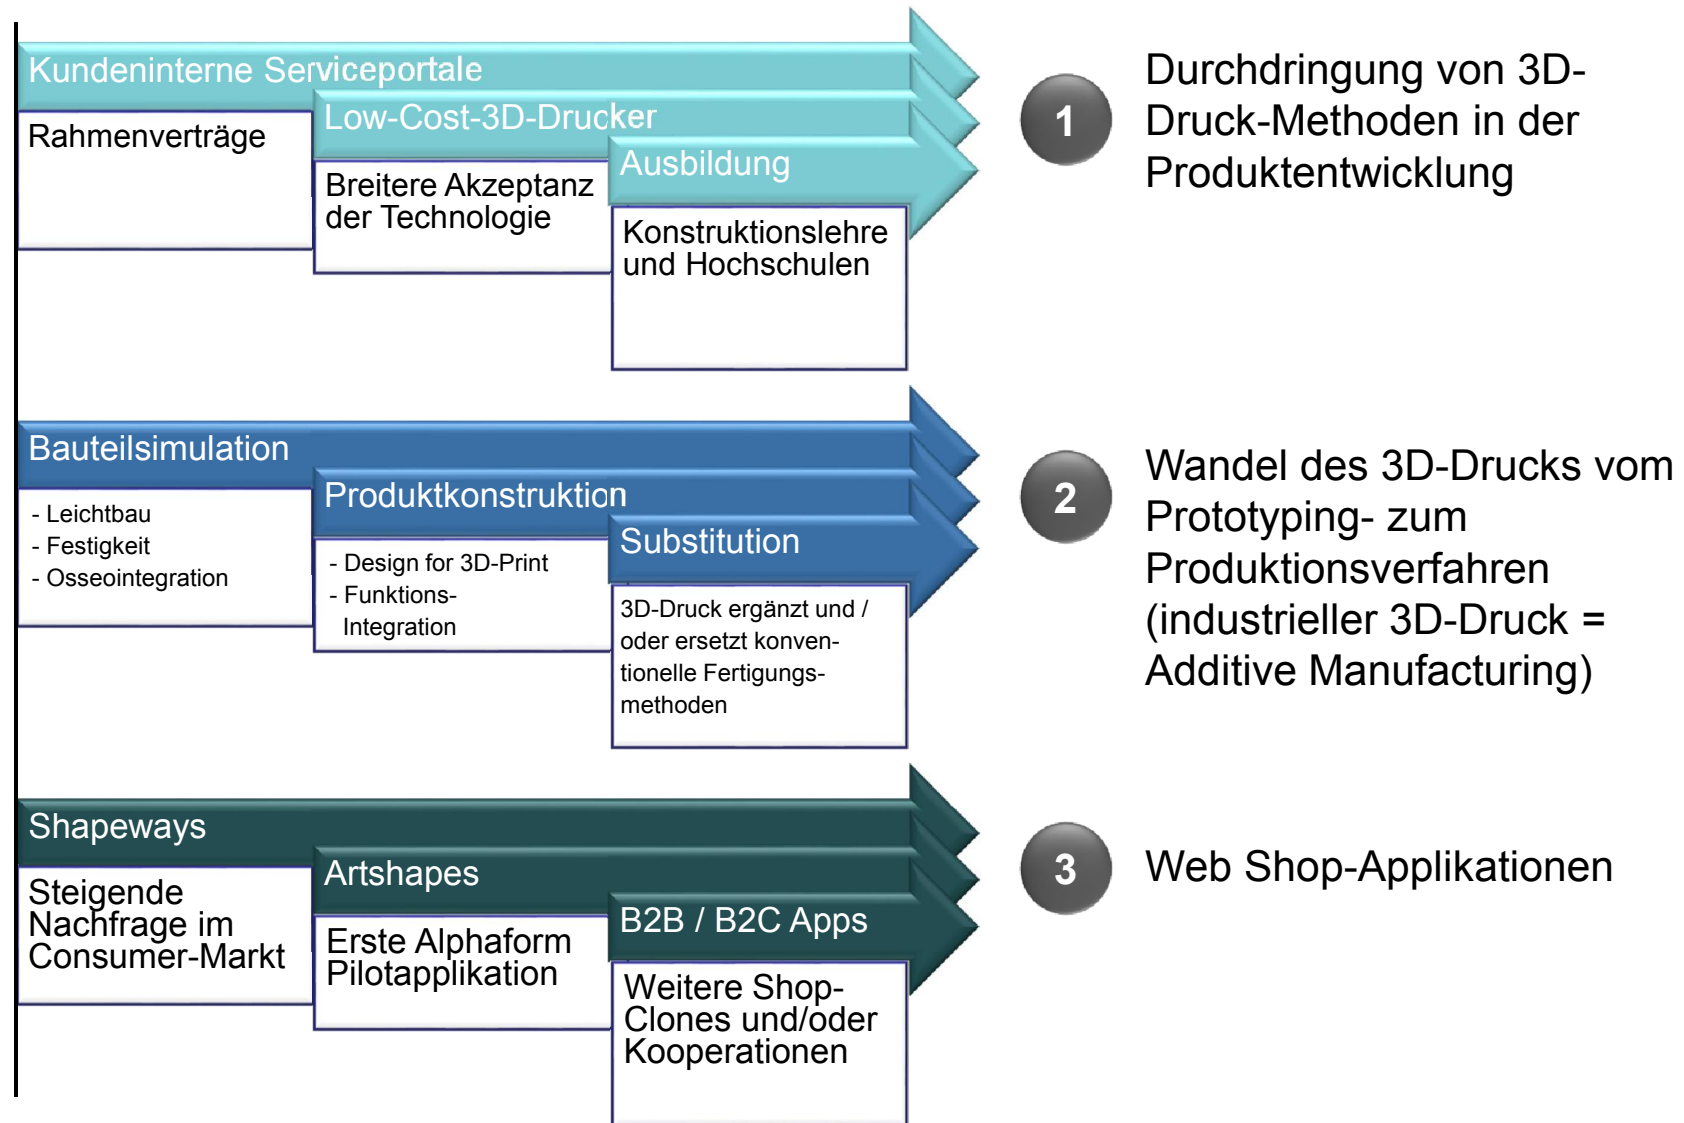 Kundeninterne Serviceportale
Rahmenverträge
Low-Cost-3D-Drucker
Breitere Akzeptanz
der Technologie
Ausbildung
Konstruktionslehre
und Hochschulen
1
Durchdringung von 3D-
Druck-Methoden in der
Produktentwicklung
Bauteilsimulation
- Leichtbau
- Festigkeit
- Osseointegration
Produktkonstruktion
- Design for 3D-Print
- Funktions-
Integration
Substitution
3D-Druck ergänzt und /
oder ersetzt konven-
tionelle Fertigungs-
methoden
2
Wandel des 3D-Drucks vom
Prototyping- zum
Produktionsverfahren
(industrieller 3D-Druck =
Additive Manufacturing)
Shapeways
Steigende
Nachfrage im
Consumer-Markt
Artshapes
Erste Alphaform
Pilotapplikation
B2B / B2C Apps
Weitere Shop-
Clones und/oder
Kooperationen
3
Web Shop-Applikationen